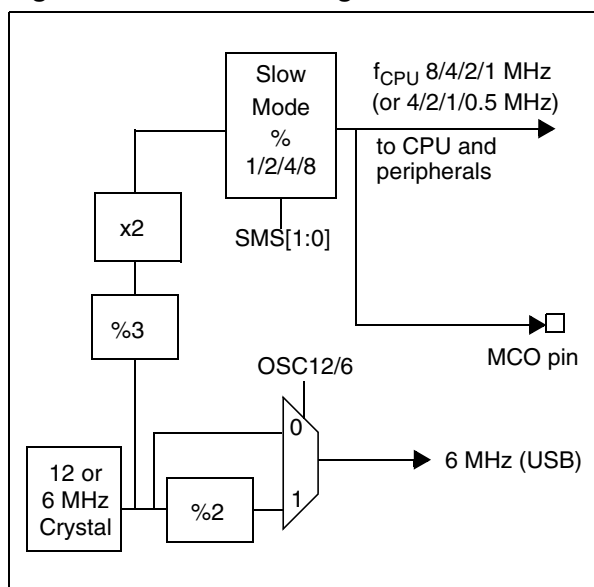 Slow
Mode
%
1/2/4/8
fCPU 8/4/2/1 MHz
(or 4/2/1/0.5 MHz)
to CPU and
peripherals
x2
SMS[1:0]
%3
MCO pin
OSC12/6
0
12 or
6 MHz
Crystal
%2
1
6 MHz (USB)